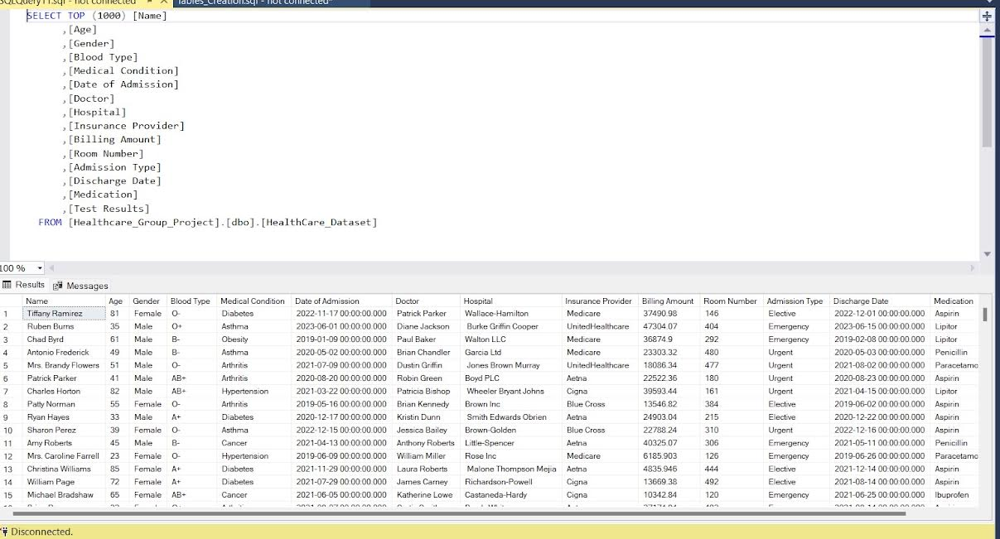 SQLQuery11.sql - not connected Tables_Creation.sql - not connected*
SELECT TOP (1000) [Name]
,[Age]
,[Gender]
,[Blood Type]
,[Medical Condition]
,[Date of Admission]
,[Doctor]
,[Hospital]
,[Insurance Provider]
,[Billing Amount]
,[Room Number]
,[Admission Type]
,[Discharge Date]
,[Medication]
,[Test Results]
FROM [Healthcare_Group_Project].[dbo].[HealthCare_Dataset]
100 %
Results Messages
Name Age Gender Blood Type Medical Condition Date of Admission Doctor Hospital Insurance Provider Billing Amount Room Number Admission Type Discharge Date Medication
1 Tiffany Ramirez 81 Female O- Diabetes 2022-11-17 00:00:00.000 Patrick Parker Wallace-Hamilton Medicare 37490.98 146 Elective 2022-12-01 00:00:00.000 Aspirin
2 Ruben Burns 35 Male O+ Asthma 2023-06-01 00:00:00.000 Diane Jackson Burke Griffin Cooper UnitedHealthcare 47304.07 404 Emergency 2023-06-15 00:00:00.000 Lipitor
3 Chad Byrd 61 Male B- Obesity 2019-01-09 00:00:00.000 Paul Baker Walton LLC Medicare 36874.9 292 Emergency 2019-02-08 00:00:00.000 Lipitor
4 Antonio Frederick 49 Male B- Asthma 2020-05-02 00:00:00.000 Brian Chandler Garcia Ltd Medicare 23303.32 480 Urgent 2020-05-03 00:00:00.000 Penicillin
5 Mrs. Brandy Flowers 51 Male O- Arthritis 2021-07-09 00:00:00.000 Dustin Griffin Jones Brown Murray UnitedHealthcare 18086.34 477 Urgent 2021-08-02 00:00:00.000 Paracetamo
6 Patrick Parker 41 Male AB+ Arthritis 2020-08-20 00:00:00.000 Robin Green Boyd PLC Aetna 22522.36 180 Urgent 2020-08-23 00:00:00.000 Aspirin
7 Charles Horton 82 Male AB+ Hypertension 2021-03-22 00:00:00.000 Patricia Bishop Wheeler Bryant Johns Cigna 39593.44 161 Urgent 2021-04-15 00:00:00.000 Lipitor
8 Patty Norman 55 Female O- Arthritis 2019-05-16 00:00:00.000 Brian Kennedy Brown Inc Blue Cross 13546.82 384 Elective 2019-06-02 00:00:00.000 Aspirin
9 Ryan Hayes 33 Male A+ Diabetes 2020-12-17 00:00:00.000 Kristin Dunn Smith Edwards Obrien Aetna 24903.04 215 Elective 2020-12-22 00:00:00.000 Aspirin
10 Sharon Perez 39 Female O- Asthma 2022-12-15 00:00:00.000 Jessica Bailey Brown-Golden Blue Cross 22788.24 310 Urgent 2022-12-16 00:00:00.000 Aspirin
11 Amy Roberts 45 Male B- Cancer 2021-04-13 00:00:00.000 Anthony Roberts Little-Spencer Aetna 40325.07 306 Emergency 2021-05-11 00:00:00.000 Penicillin
12 Mrs. Caroline Farrell 23 Female O- Hypertension 2019-06-09 00:00:00.000 William Miller Rose Inc Medicare 6185.903 126 Emergency 2019-06-26 00:00:00.000 Paracetamo
13 Christina Williams 85 Female A+ Diabetes 2021-11-29 00:00:00.000 Laura Roberts Malone Thompson Mejia Aetna 4835.946 444 Elective 2021-12-14 00:00:00.000 Aspirin
14 William Page 72 Female A+ Diabetes 2021-07-29 00:00:00.000 James Carney Richardson-Powell Cigna 13669.38 492 Elective 2021-08-14 00:00:00.000 Aspirin
15 Michael Bradshaw 65 Female AB+ Cancer 2021-06-05 00:00:00.000 Katherine Lowe Castaneda-Hardy Cigna 10342.84 120 Emergency 2021-06-25 00:00:00.000 Ibuprofen
Disconnected.